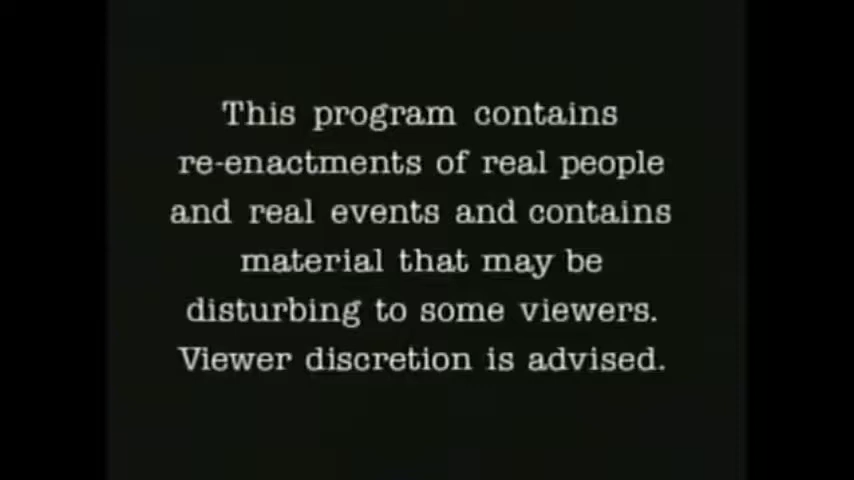 This program contains
re-enactments of real people
and real events and contains
material that may be
disturbing to some viewers.
Viewer discretion is advised.